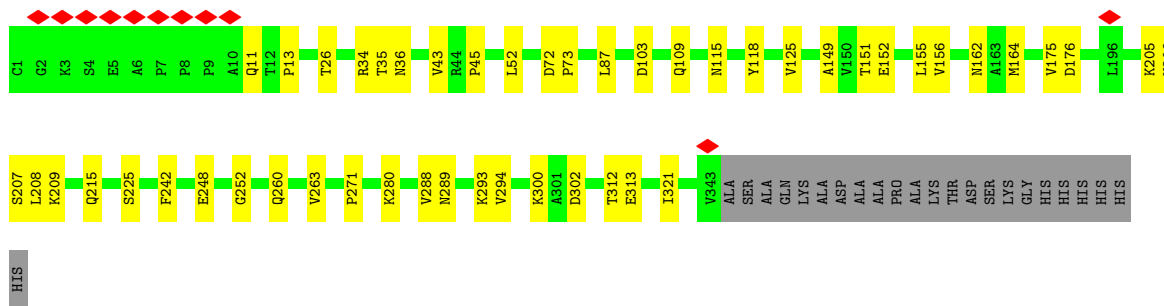 C1 G2 K3 S4 E5 A6 P7 P8 P9 A10 Q11 T12 P13 T26 R34 T35 N36 V43 R44 P45 L52 D72 P73 L87 D103 Q109 N115 Y118 V125 A149 V150 T151 E152 L155 V156 N162 A163 M164 V175 D176 L196 K205
S207 L208 K209 Q215 S225 F242 E248 G252 Q260 V263 P271 K280 V288 N289 K293 V294 K300 A301 D302 T312 E313 I321 V343 ALA SER ALA ALA GLN LYS ALA ASP ALA ALA PRO ALA LYS THR ASP SER LYS GLY HIS HIS HIS HIS HIS
HIS